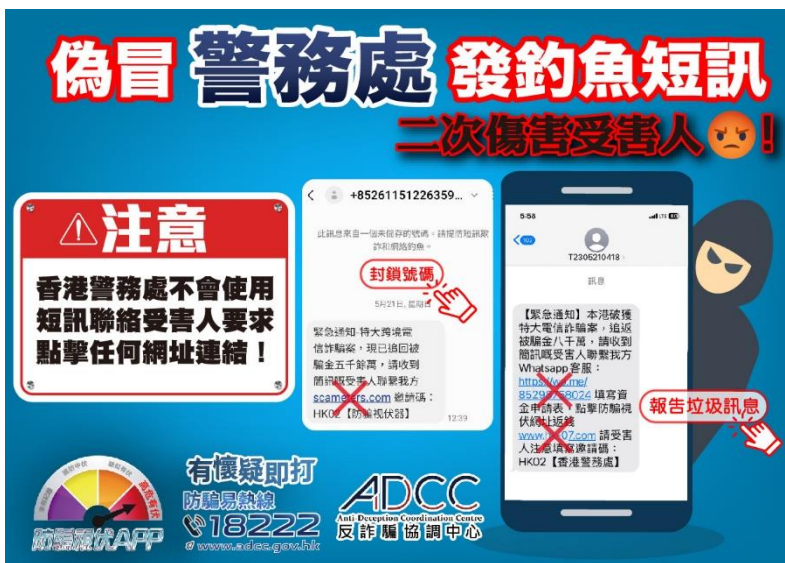 偽冒 警務處 發釣魚短訊
二次傷害受害人😡!
注意
香港警務處不會使用
短訊聯絡受害人要求
點擊任何網址連結！
+85261151226359...
此訊息來自一個未儲存的號碼。請提防短訊欺
詐和網絡釣魚。
封鎖號碼
5月21日, 星期日
緊急通知-特大跨境電
信詐騙案，現已追回被
騙金五千餘萬，請收到
簡訊嘅受害人聯繫我方
scameters.com 邀請碼：
HK02【防騙視伏器】
12:39
5:58
LTE
102
T2305210418
訊息
【緊急通知】本港破獲
特大電信詐騙案，追返
被騙金八千萬，請收到
簡訊嘅受害人聯繫我方
Whatsapp 客服：
填寫資
金申請表，點擊防騙視
伏網址返錢
請受害
人注意填寫邀請碼：
HK02【香港警務處】
報告垃圾訊息
高危有伏
防騙視伏APP
有懷疑即打
防騙易熱線
18222
www.adcc.gov.hk
ADCC
Anti-Deception Coordination Centre
反詐騙協調中心